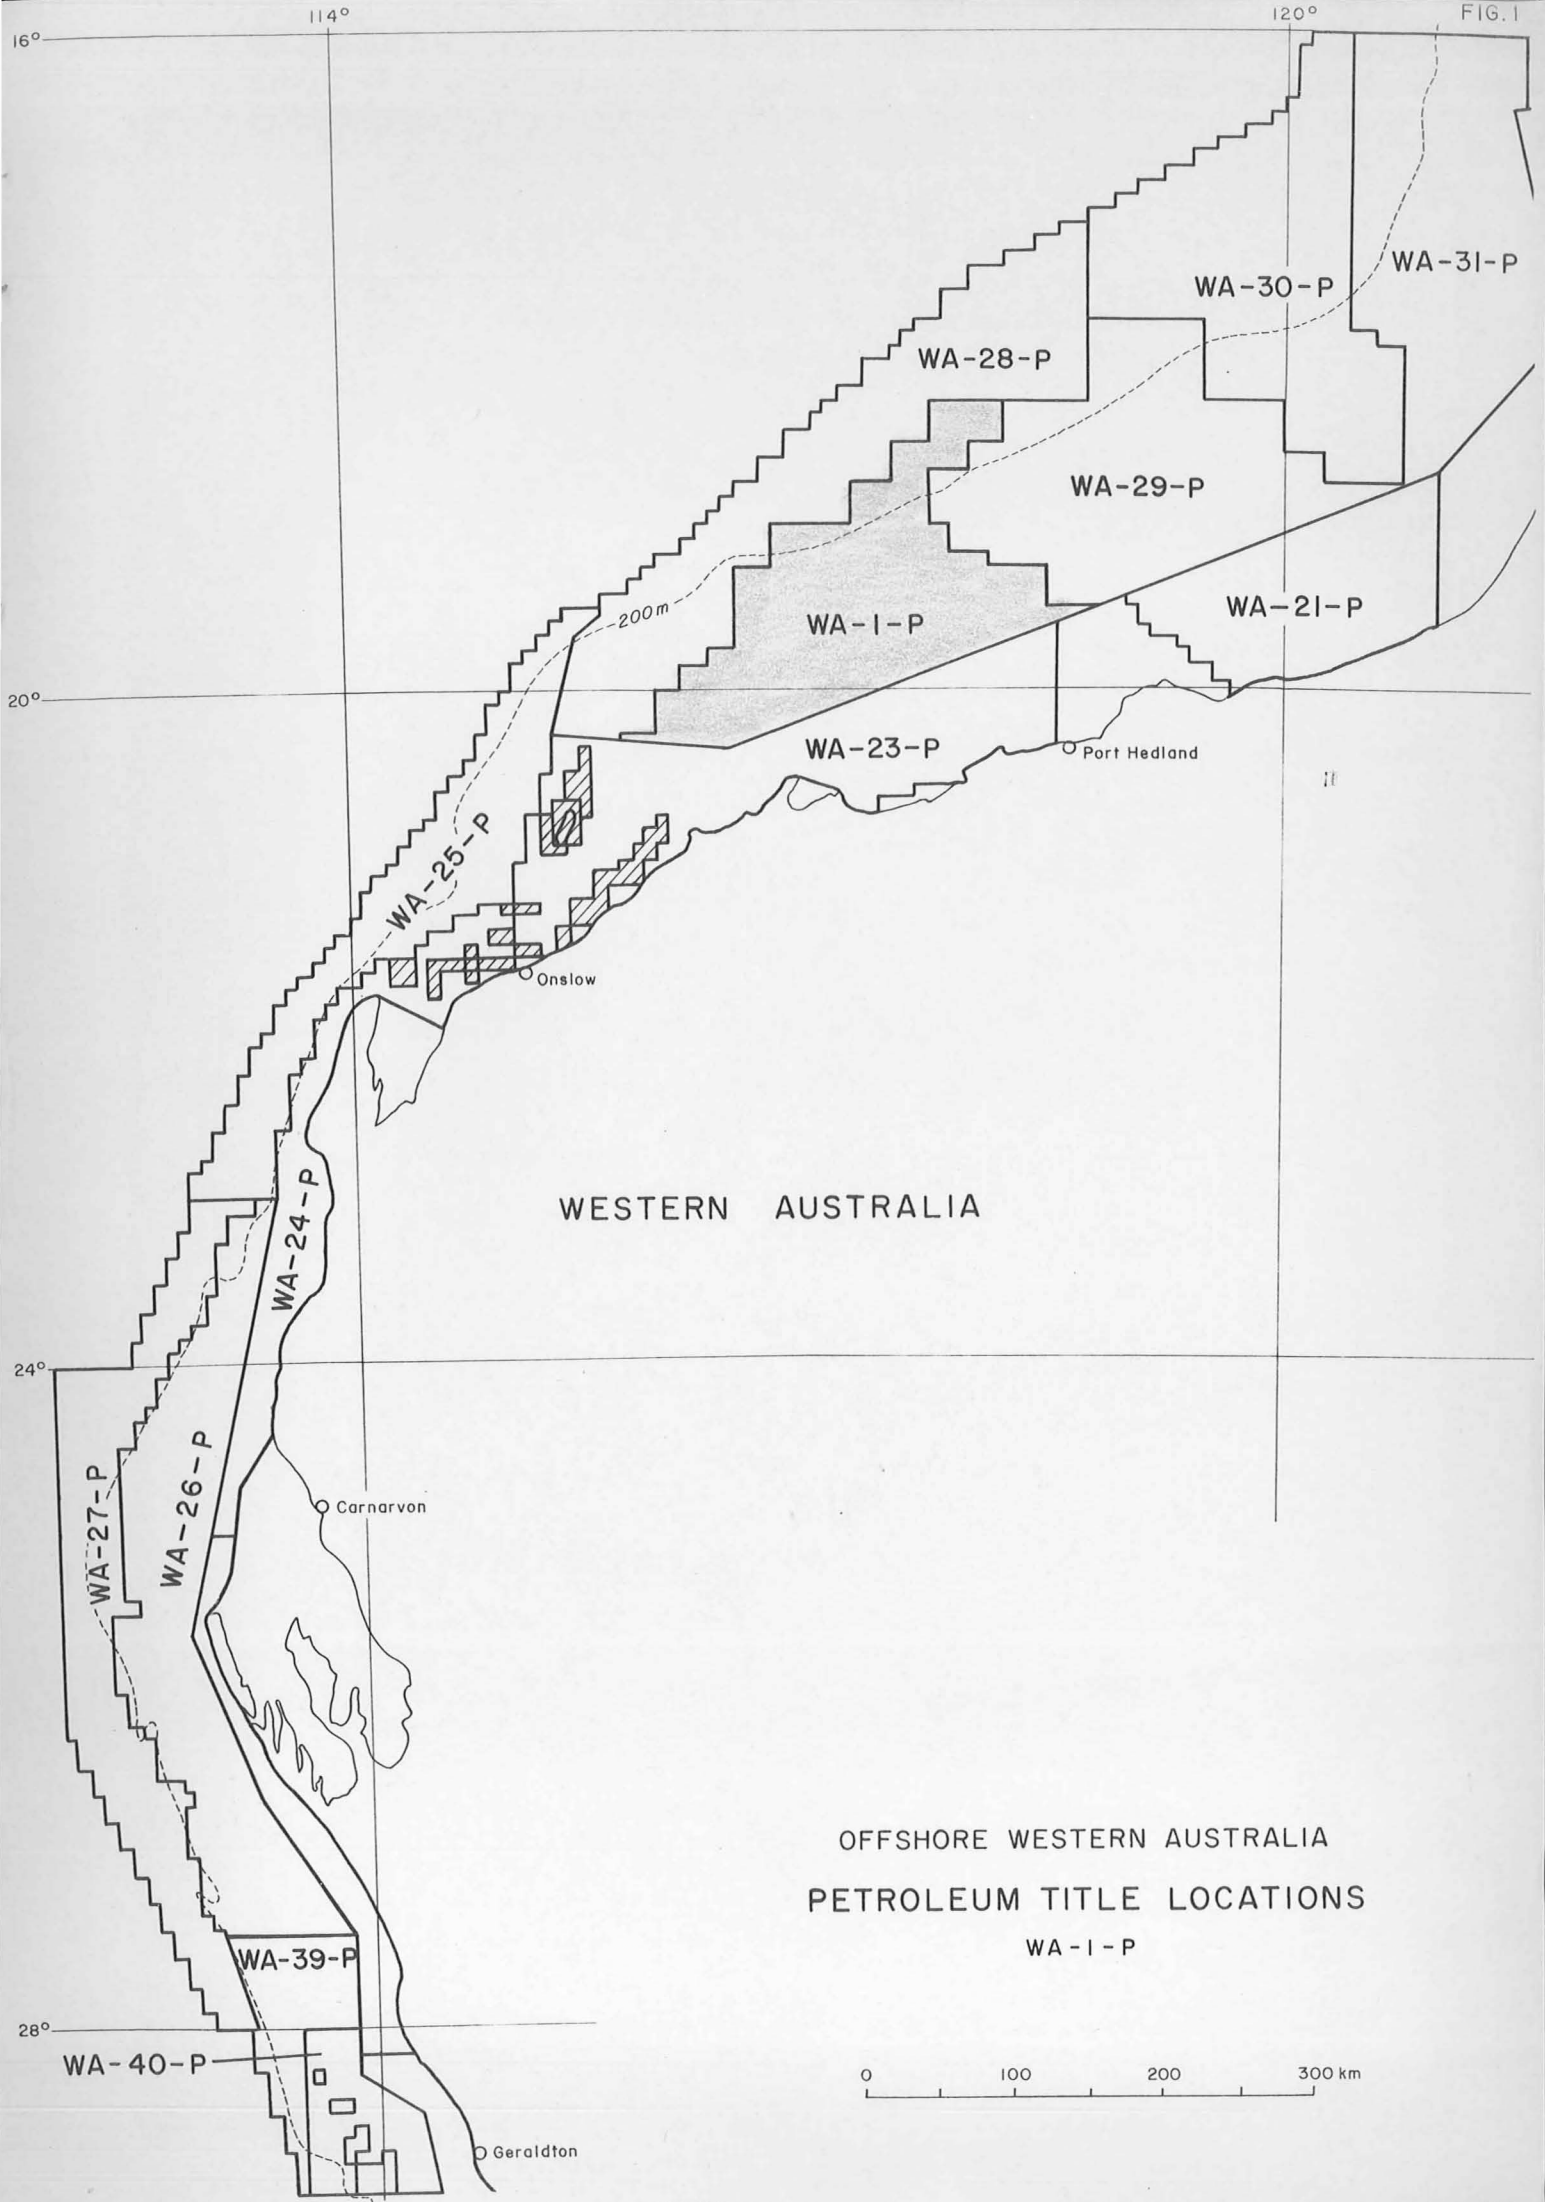 114°
120°
FIG. 1
16°
WA-31-P
WA-30-P
WA-28-P
WA-29-P
200m
WA-1-P
WA-21-P
20°
WA-23-P
Port Hedland
WA-25-P
Onslow
WESTERN AUSTRALIA
WA-24-P
24°
WA-26-P
WA-27-P
Carnarvon
OFFSHORE WESTERN AUSTRALIA
PETROLEUM TITLE LOCATIONS
WA-1-P
WA-39-P
28°
WA-40-P
0 100 200 300 km
Geraldton